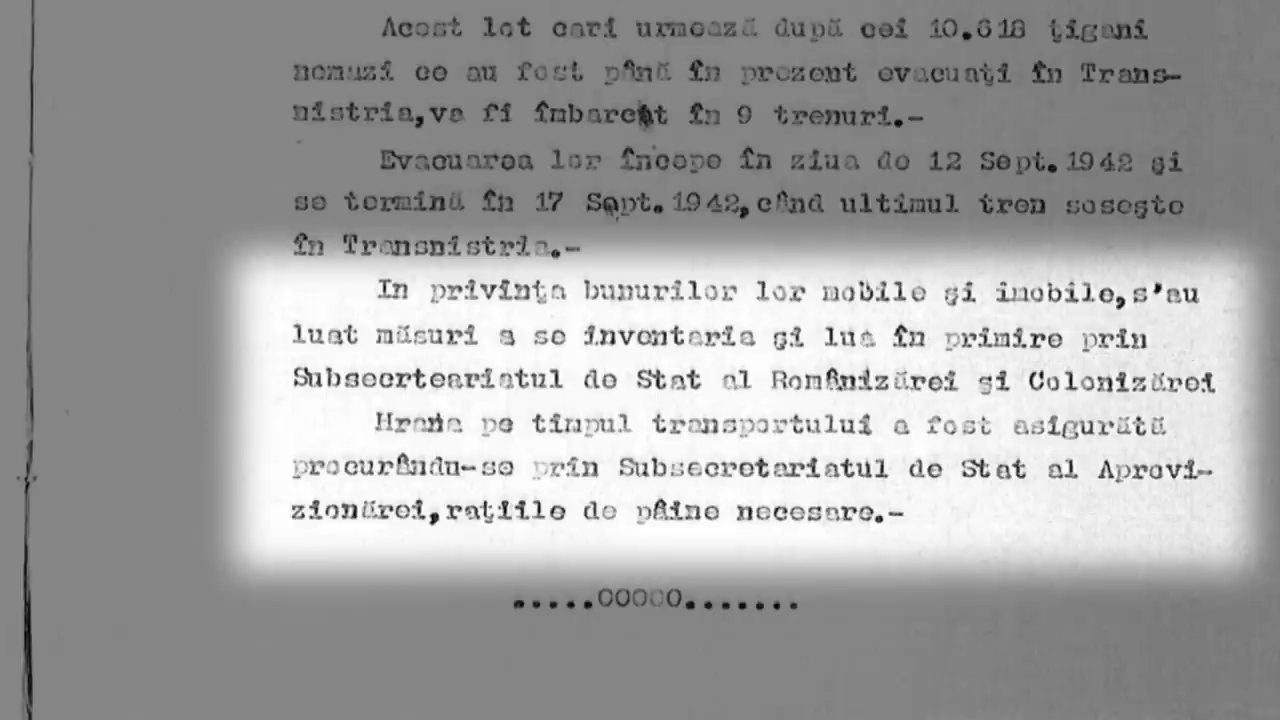 Acest lot cari urmează după cei 10.618 ţigani
nomazi ce au fost până în prezent evacuaţi în Trans-
nistria,va fi îmbarcat în 9 trenuri.-
Evacuarea lor începe în ziua de 12 Sept.1942 şi
se termină în 17 Sept.1942,când ultimul tren soseşte
în Transnistria.-
In privinţa bunurilor lor mobile şi imobile,s'au
luat măsuri a se inventaria şi lua în primire prin
Subsecrteariatul de Stat al Românizărei şi Colonizărei
Hrana pe timpul transportului a fost asigurătă
procurându-se prin Subsecretariatul de Stat al Aprovi-
zionărei,raţiile de pâine necesare.-
.....ooooo.......